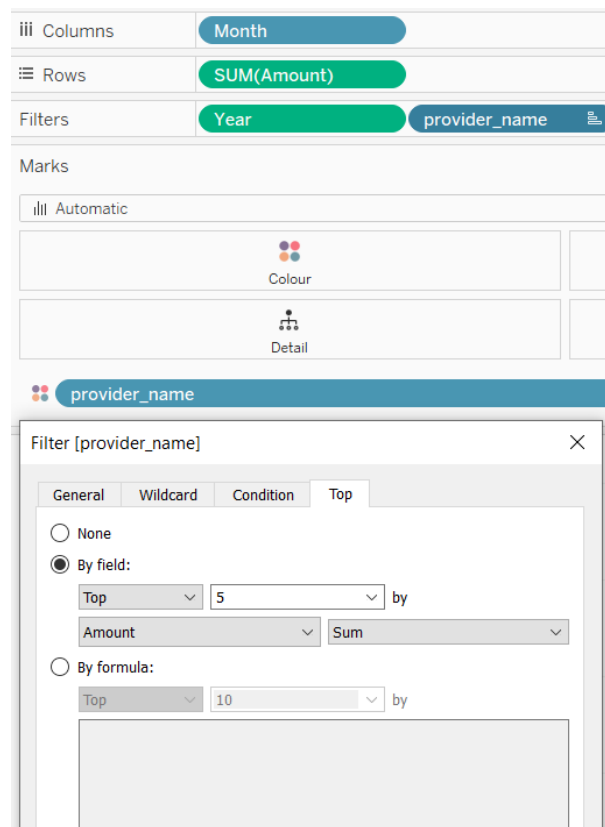 Columns Month
Rows SUM(Amount)
Filters Year provider_name
Marks
Automatic
Colour
Detail
provider_name
Filter [provider_name]
General Wildcard Condition Top
None
By field:
Top 5 by
Amount Sum
By formula:
Top 10 by